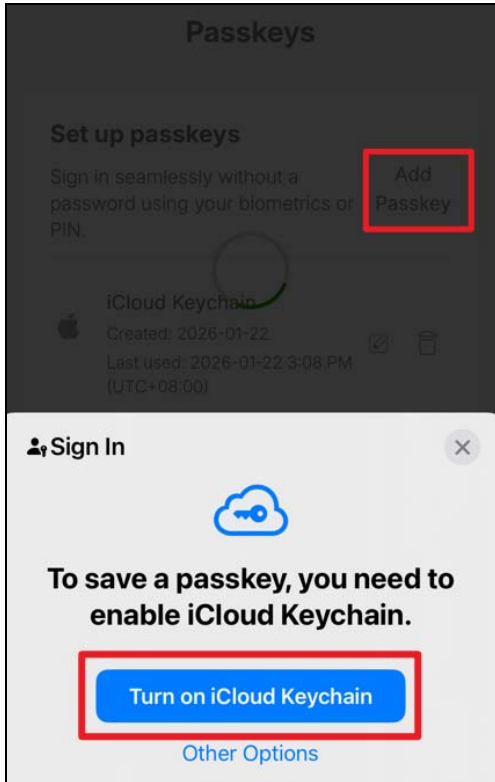 Passkeys
Set up passkeys
Sign in seamlessly without a
password using your biometrics or
PIN.
Add
Passkey
iCloud Keychain
Created: 2026-01-22
Last used: 2026-01-22 3:08 PM
(UTC+08:00)
Sign In
To save a passkey, you need to
enable iCloud Keychain.
Turn on iCloud Keychain
Other Options